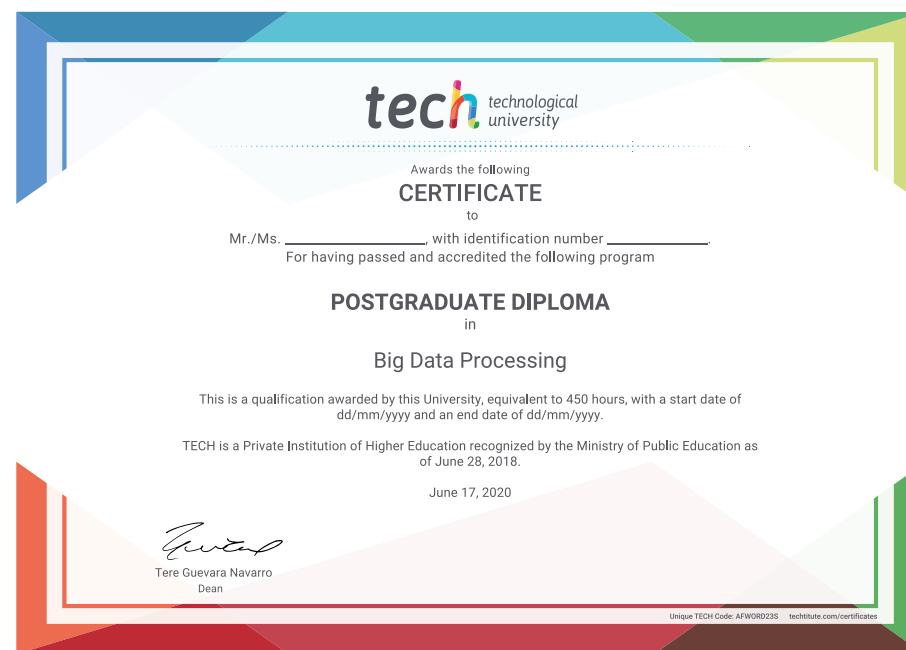 tech technological
university
Awards the following
CERTIFICATE
to
Mr./Ms. ____________________, with identification number ______________.
For having passed and accredited the following program
POSTGRADUATE DIPLOMA
in
Big Data Processing
This is a qualification awarded by this University, equivalent to 450 hours, with a start date of
dd/mm/yyyy and an end date of dd/mm/yyyy.
TECH is a Private Institution of Higher Education recognized by the Ministry of Public Education as
of June 28, 2018.
June 17, 2020
Tere Guevara Navarro
Dean
Unique TECH Code: AFWORD23S techtitute.com/certificates